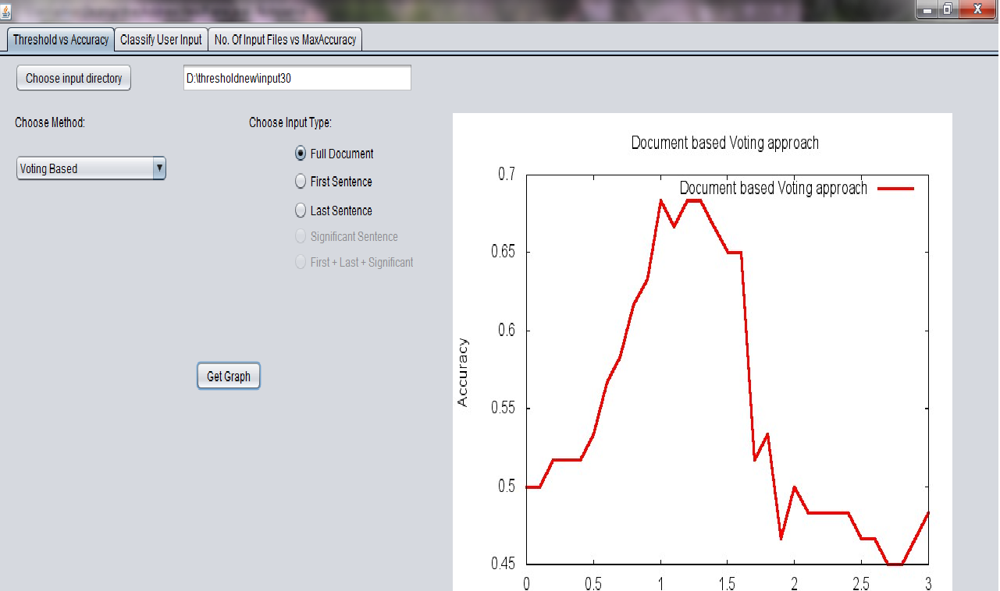 Threshold vs Accuracy
Classify User Input
No. Of Input Files vs MaxAccuracy
Choose input directory
D:\thresholdnew\input30
Choose Method:
Voting Based
Choose Input Type:
Full Document
First Sentence
Last Sentence
Significant Sentence
First + Last + Significant
Get Graph
Document based Voting approach
Document based Voting approach
Accuracy
0.7
0.65
0.6
0.55
0.5
0.45
0 0.5 1 1.5 2 2.5 3